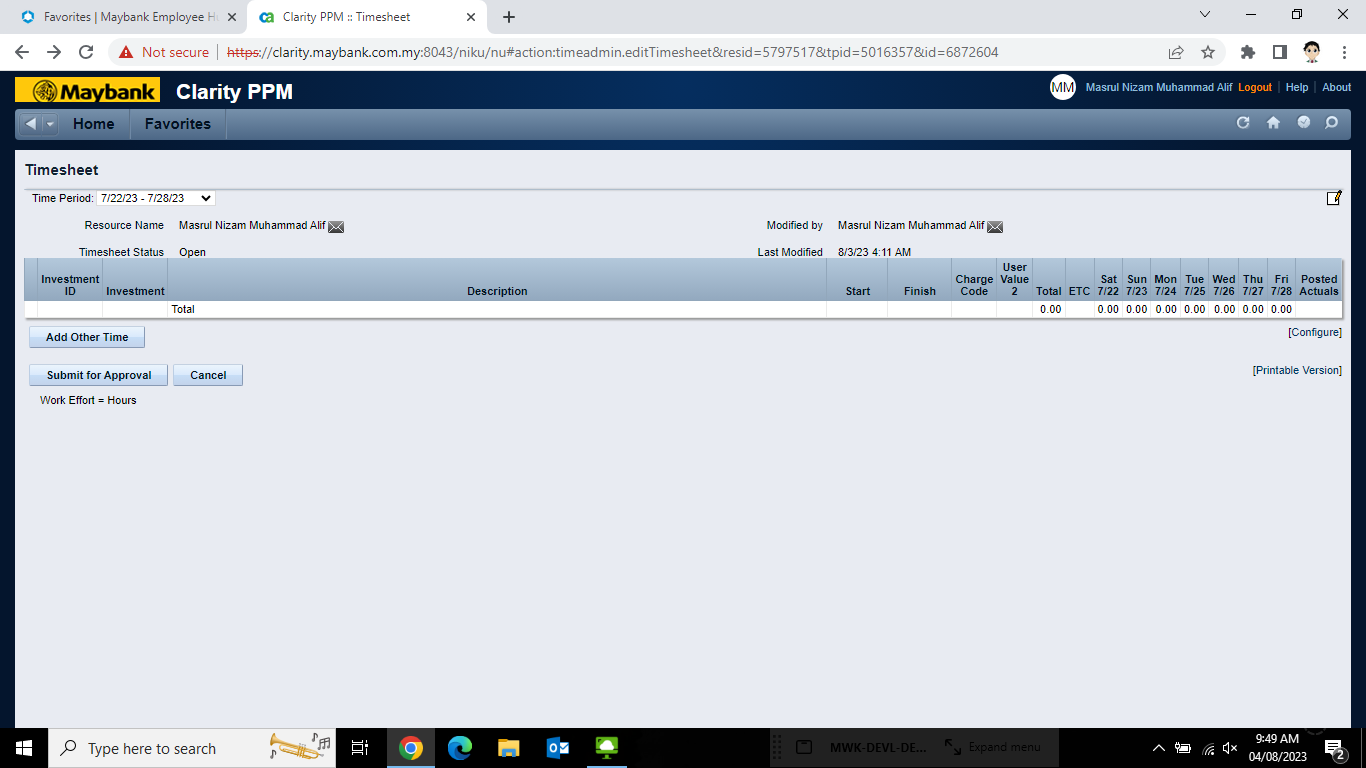 Favorites | Maybank Employee H
Clarity PPM :: Timesheet
Not secure
https://clarity.maybank.com.my:8043/niku/nu#action:timeadmin.editTimesheet&resid=5797517&tpid=5016357&id=6872604
Maybank
Clarity PPM
MM
Masrul Nizam Muhammad Alif Logout Help About
Home Favorites
Timesheet
Time Period: 7/22/23 - 7/28/23
Resource Name Masrul Nizam Muhammad Alif
Modified by Masrul Nizam Muhammad Alif
Timesheet Status Open
Last Modified 8/3/23 4:11 AM
Investment ID Investment Description Start Finish Charge Code User Value 2 Total ETC Sat 7/22 Sun 7/23 Mon 7/24 Tue 7/25 Wed 7/26 Thu 7/27 Fri 7/28 Posted Actuals
Total 0.00 0.00 0.00 0.00 0.00 0.00 0.00 0.00
Add Other Time
[Configure]
Submit for Approval Cancel
[Printable Version]
Work Effort = Hours
Type here to search
MWK-DEVL-DE...
Expand menu
9:49 AM
04/08/2023
2